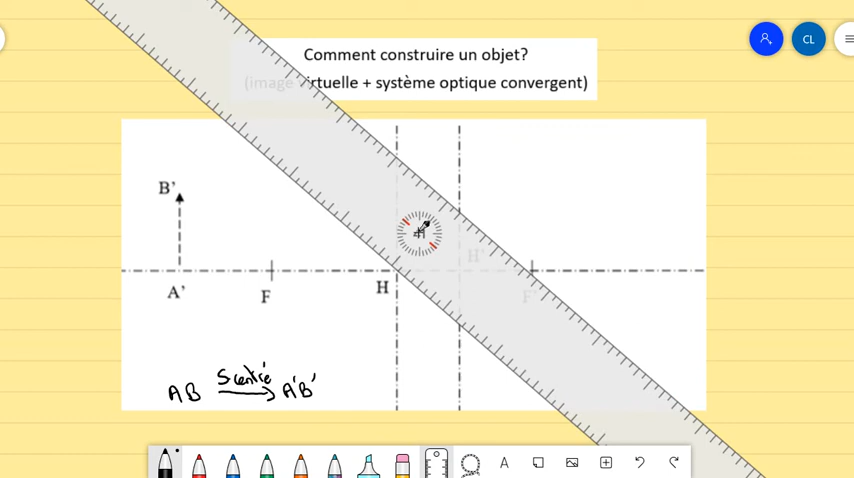 CL
Comment construire un objet?
(image virtuelle + système optique convergent)
B'
H'
A'
F
H
F'
AB S centré A'B'
A